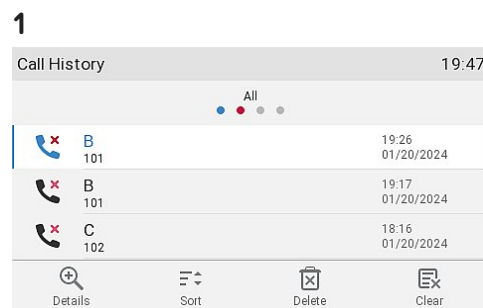 1
Call History 19:47
All
B 19:26
101 01/20/2024
B 19:17
101 01/20/2024
C 18:16
102 01/20/2024
Details Sort Delete Clear